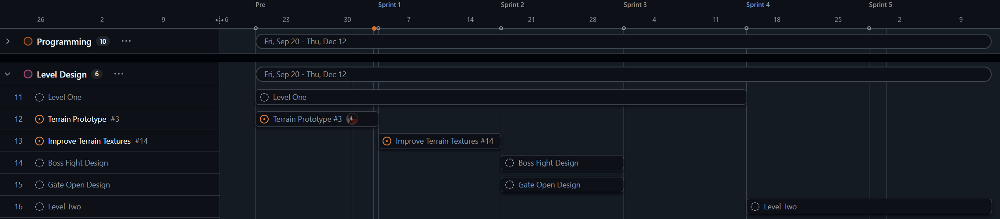 Pre Sprint 1 Sprint 2 Sprint 3 Sprint 4 Sprint 5
26 2 9 6 23 30 7 14 21 28 4 11 18 25 2 9
Programming 10 ... Fri, Sep 20 - Thu, Dec 12
Level Design 6 ... Fri, Sep 20 - Thu, Dec 12
11 Level One Level One
12 Terrain Prototype #3 Terrain Prototype #3
13 Improve Terrain Textures #14 Improve Terrain Textures #14
14 Boss Fight Design Boss Fight Design
15 Gate Open Design Gate Open Design
16 Level Two Level Two